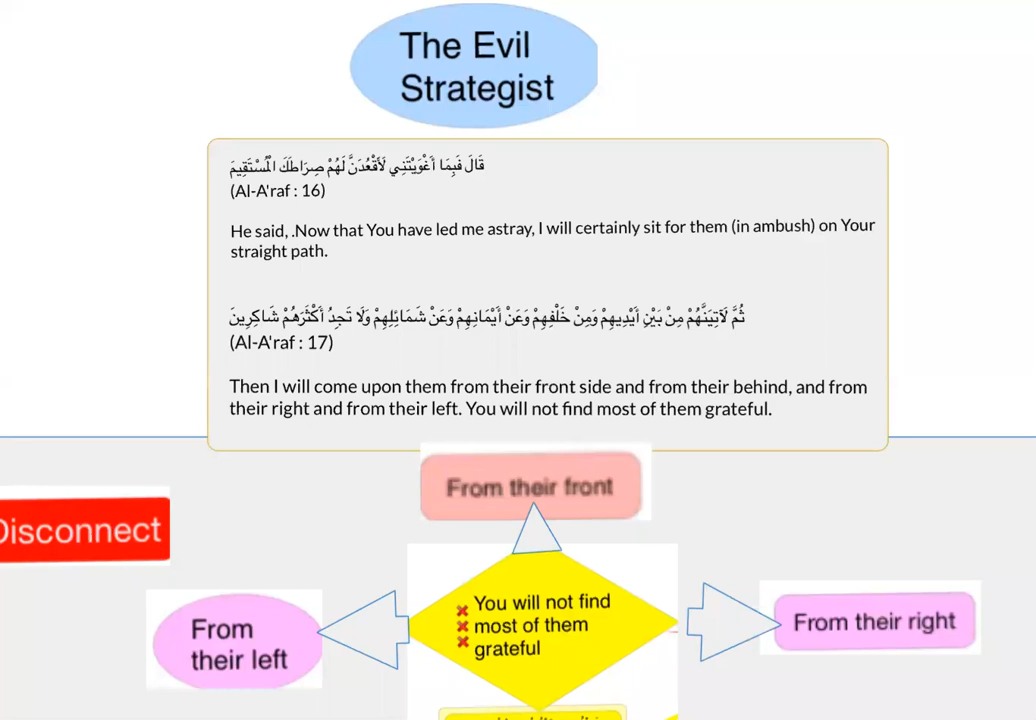 The Evil
Strategist
قَالَ فَبِمَا أَغْوَيْتَنِي لَأَقْعُدَنَّ لَهُمْ صِرَاطَكَ الْمُسْتَقِيمَ
(Al-A'raf : 16)
He said, .Now that You have led me astray, I will certainly sit for them (in ambush) on Your
straight path.
ثُمَّ لَآتِيَنَّهُمْ مِنْ بَيْنِ أَيْدِيهِمْ وَمِنْ خَلْفِهِمْ وَعَنْ أَيْمَانِهِمْ وَعَنْ شَمَائِلِهِمْ وَلَا تَجِدُ أَكْثَرَهُمْ شَاكِرِينَ
(Al-A'raf : 17)
Then I will come upon them from their front side and from their behind, and from
their right and from their left. You will not find most of them grateful.
From their front
Disconnect
You will not find
most of them
grateful
From
their left
From their right